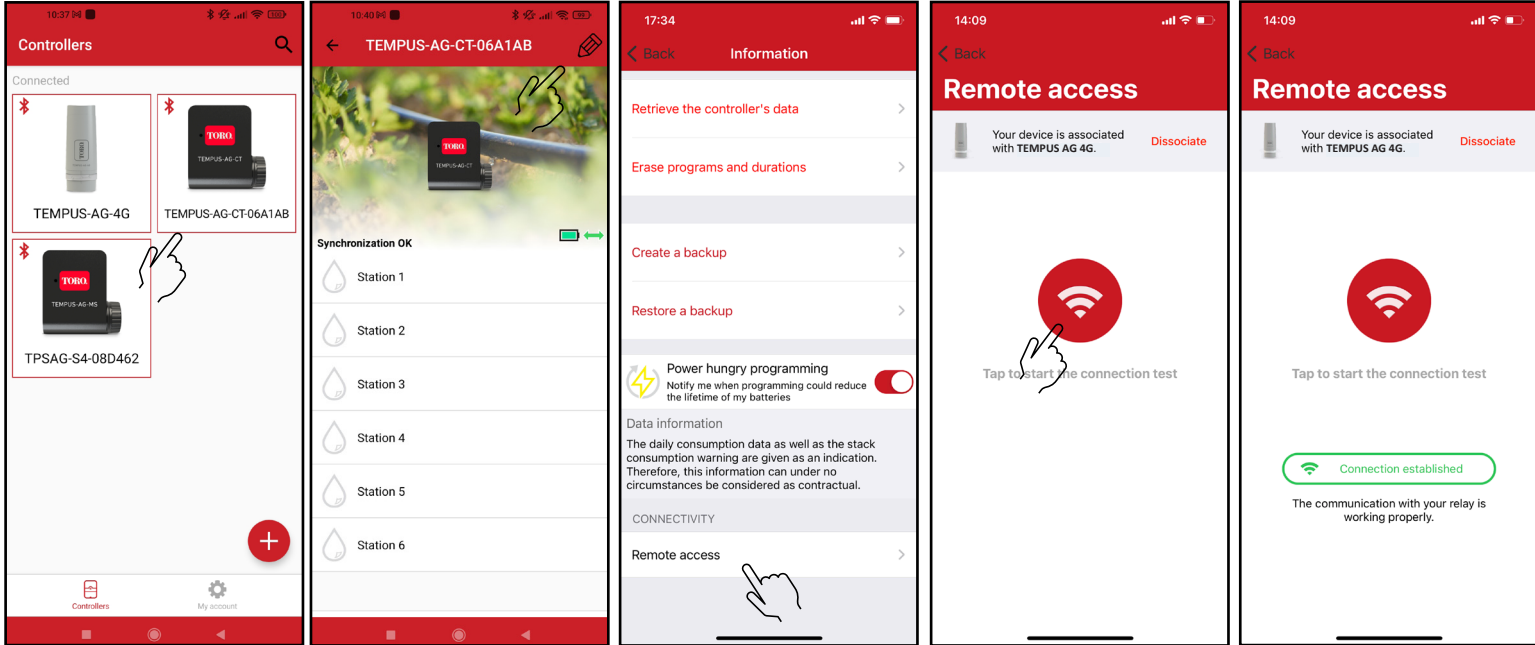 10:37
100
Controllers
Connected
TORO
TEMPUS-AG-4G
TORO
TEMPUS-AG-CT
TEMPUS-AG-CT-06A1AB
TORO
TEMPUS-AG-MS
TPSAG-S4-08D462
+
Controllers
My account
10:40
99
TEMPUS-AG-CT-06A1AB
TORO
TEMPUS-AG-CT
Synchronization OK
Station 1
Station 2
Station 3
Station 4
Station 5
Station 6
17:34
Back
Information
Retrieve the controller's data
Erase programs and durations
Create a backup
Restore a backup
Power hungry programming
Notify me when programming could reduce
the lifetime of my batteries
Data information
The daily consumption data as well as the stack
consumption warning are given as an indication.
Therefore, this information can under no
circumstances be considered as contractual.
CONNECTIVITY
Remote access
14:09
Back
Remote access
Your device is associated
with TEMPUS AG 4G.
Dissociate
Tap to start the connection test
14:09
Back
Remote access
Your device is associated
with TEMPUS AG 4G.
Dissociate
Tap to start the connection test
Connection established
The communication with your relay is
working properly.